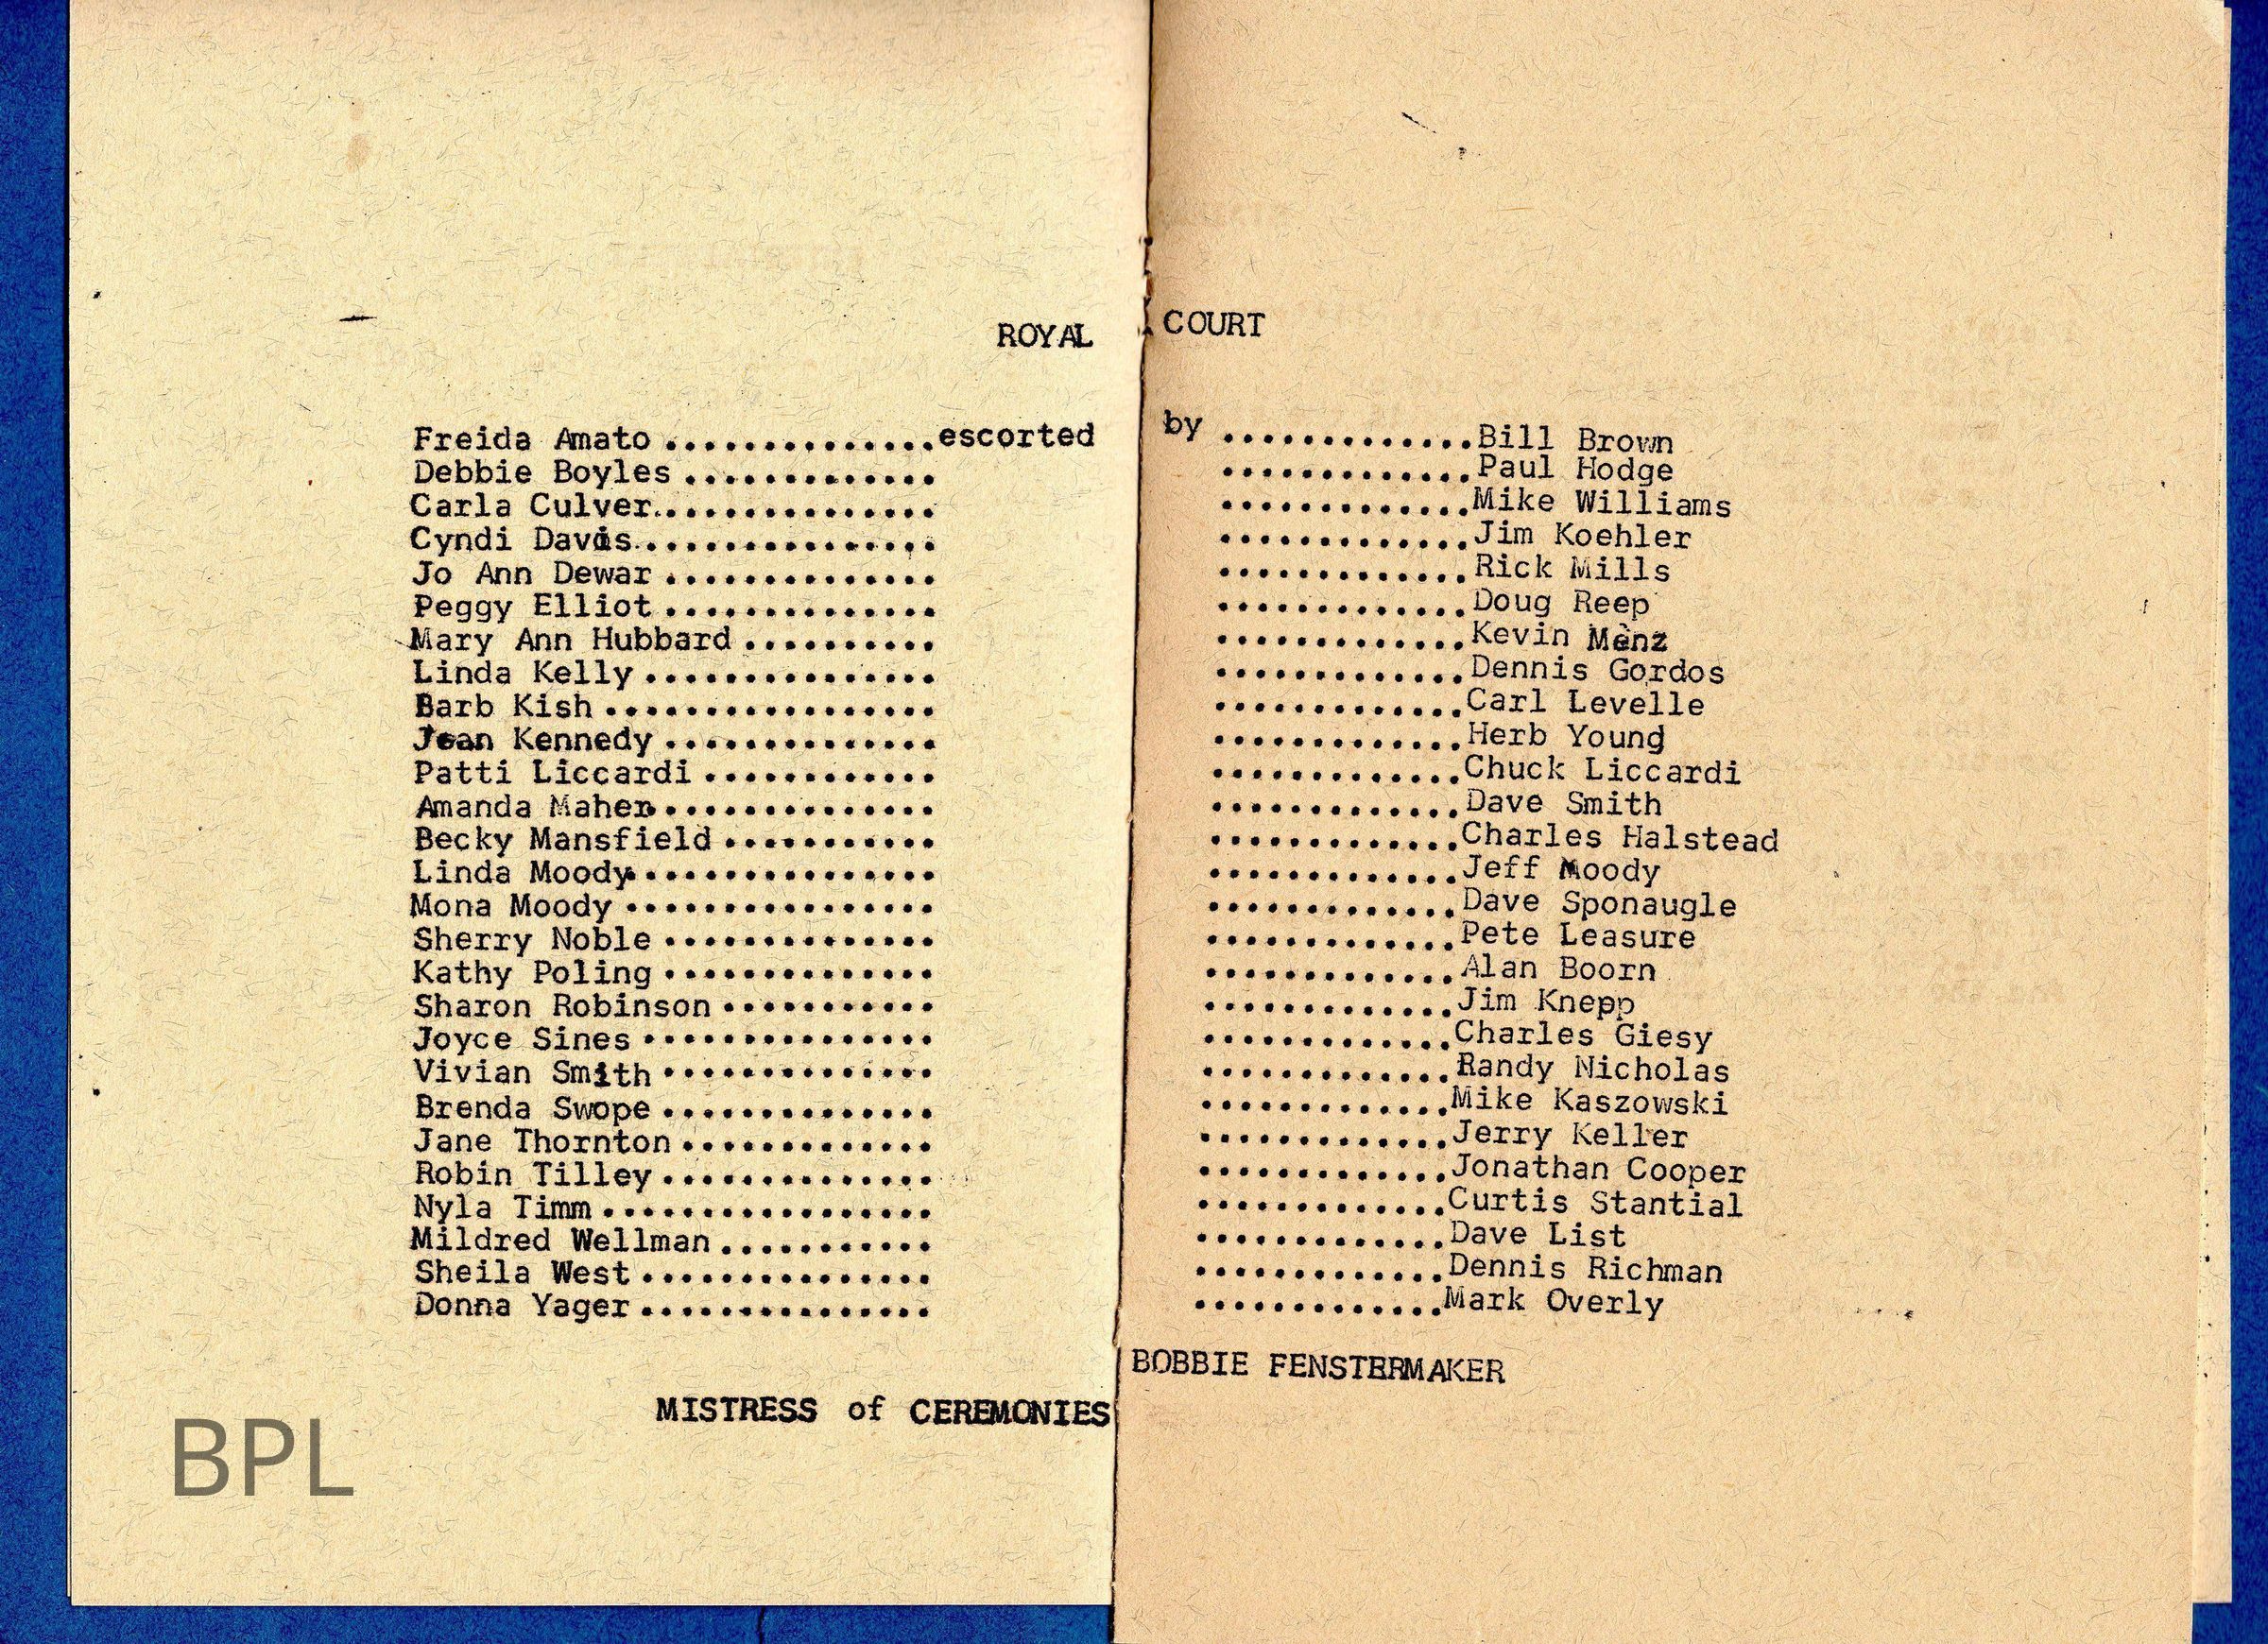 ROYAL COURT
Freida Amato ..............escorted by .............Bill Brown
Debbie Boyles ............. .............Paul Hodge
Carla Culver............... .............Mike Williams
Cyndi Davis................ .............Jim Koehler
Jo Ann Dewar .............. .............Rick Mills
Peggy Elliot .............. .............Doug Reep
Mary Ann Hubbard .......... .............Kevin Menz
Linda Kelly ............... .............Dennis Gordos
Barb Kish ................. .............Carl Levelle
Jean Kennedy .............. .............Herb Young
Patti Liccardi ............ .............Chuck Liccardi
Amanda Maher............... .............Dave Smith
Becky Mansfield ........... .............Charles Halstead
Linda Moody................ .............Jeff Moody
Mona Moody ................ .............Dave Sponaugle
Sherry Noble .............. .............Pete Leasure
Kathy Poling .............. .............Alan Boorn
Sharon Robinson ........... .............Jim Knepp
Joyce Sines ............... .............Charles Giesy
Vivian Smith .............. .............Randy Nicholas
Brenda Swope .............. .............Mike Kaszowski
Jane Thornton ............. .............Jerry Keller
Robin Tilley .............. .............Jonathan Cooper
Nyla Timm ................. .............Curtis Stantial
Mildred Wellman ........... .............Dave List
Sheila West ............... .............Dennis Richman
Donna Yager ............... .............Mark Overly
MISTRESS of CEREMONIES BOBBIE FENSTERMAKER
BPL